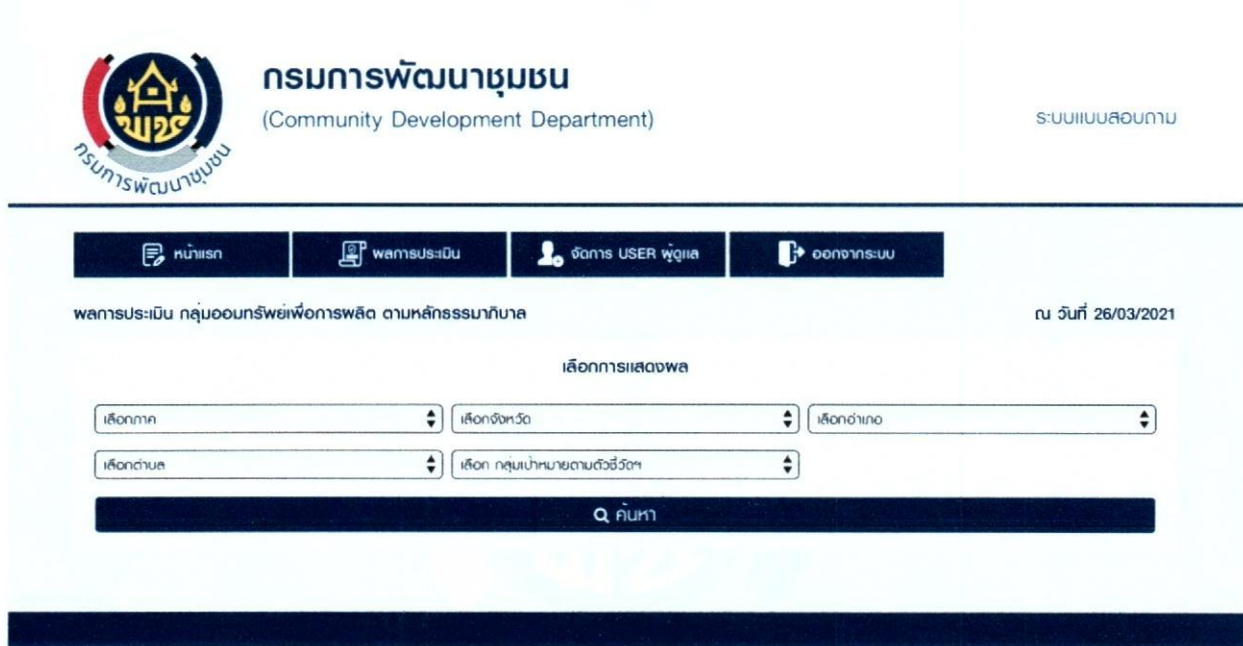 กรมการพัฒนาชุมชน
(Community Development Department)
ระบบแบบสอบถาม
กรมการพัฒนาชุมชน
หน้าแรก
ผลการประเมิน
จัดการ USER ผู้ดูแล
ออกจากระบบ
ผลการประเมิน กลุ่มออมทรัพย์เพื่อการผลิต ตามหลักธรรมาภิบาล
ณ วันที่ 26/03/2021
เลือกการแสดงผล
เลือกภาค
เลือกจังหวัด
เลือกอำเภอ
เลือกตำบล
เลือก กลุ่มเป้าหมายตามตัวชี้วัดฯ
ค้นหา